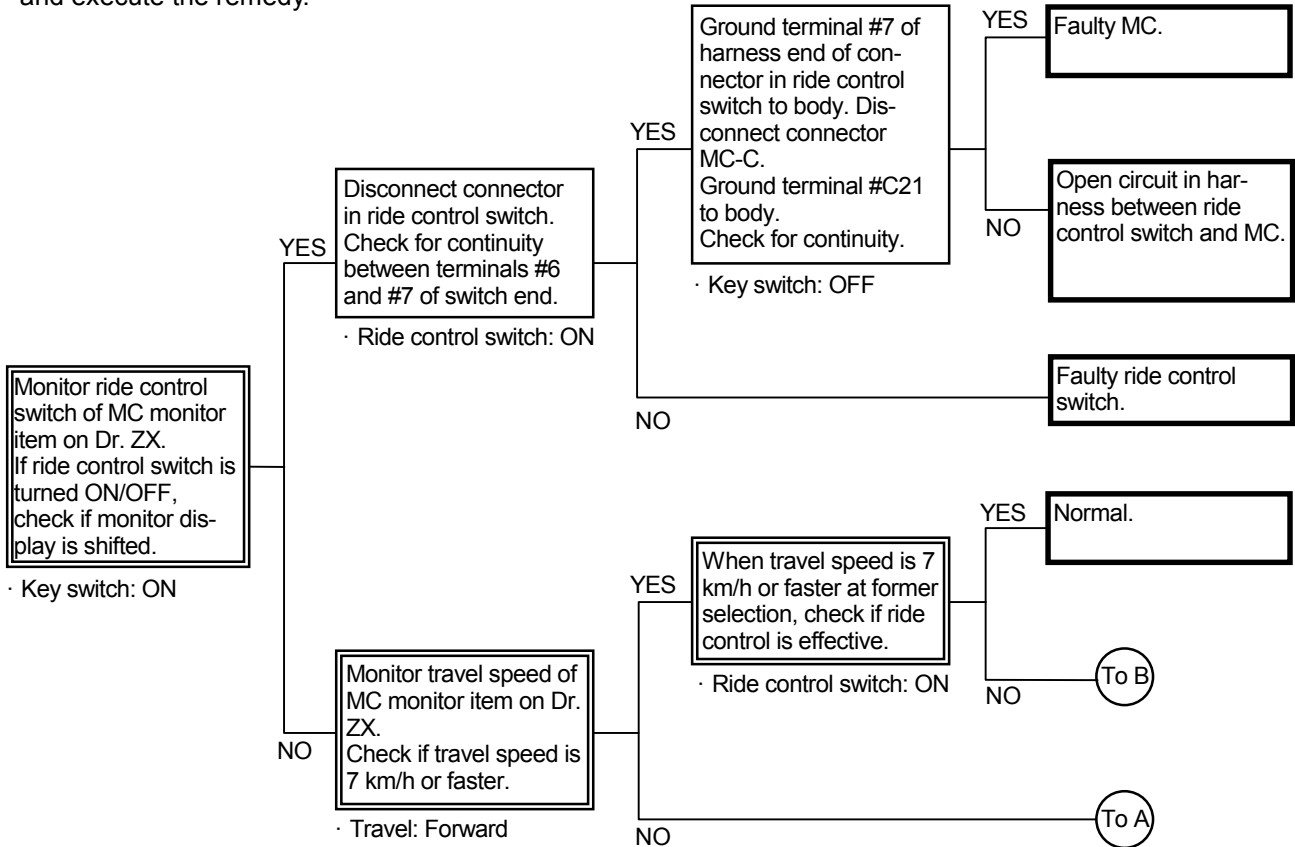 and execute the remedy.
Monitor ride control
switch of MC monitor
item on Dr. ZX.
If ride control switch is
turned ON/OFF,
check if monitor dis-
play is shifted.
· Key switch: ON
YES
Disconnect connector
in ride control switch.
Check for continuity
between terminals #6
and #7 of switch end.
· Ride control switch: ON
YES
Ground terminal #7 of
harness end of con-
nector in ride control
switch to body. Dis-
connect connector
MC-C.
Ground terminal #C21
to body.
Check for continuity.
· Key switch: OFF
YES
Faulty MC.
NO
Open circuit in har-
ness between ride
control switch and MC.
NO
Faulty ride control
switch.
NO
Monitor travel speed of
MC monitor item on Dr.
ZX.
Check if travel speed is
7 km/h or faster.
· Travel: Forward
YES
When travel speed is 7
km/h or faster at former
selection, check if ride
control is effective.
· Ride control switch: ON
YES
Normal.
NO
To B
NO
To A